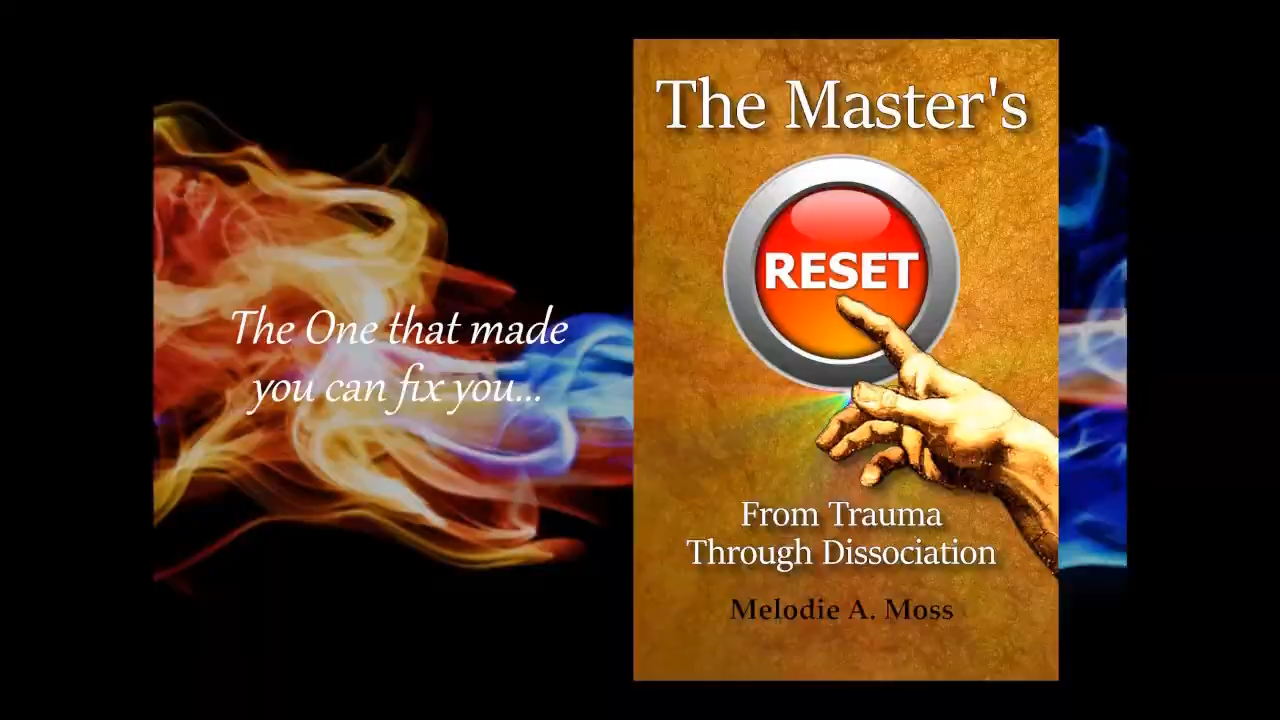 The One that made
you can fix you...
The Master's
RESET
From Trauma
Through Dissociation
Melodie A. Moss